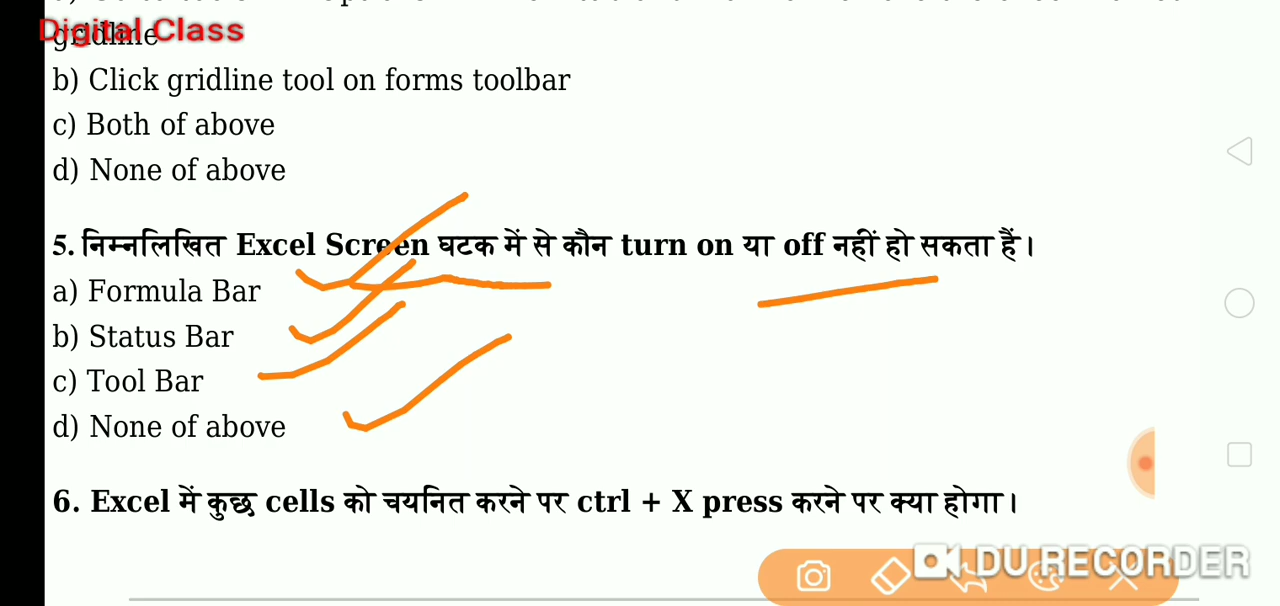 Digital Class
gridline
b) Click gridline tool on forms toolbar
c) Both of above
d) None of above
5. निम्नलिखित Excel Screen घटक में से कौन turn on या off नहीं हो सकता हैं।
a) Formula Bar
b) Status Bar
c) Tool Bar
d) None of above
6. Excel में कुछ cells को चयनित करने पर ctrl + X press करने पर क्या होगा।
DU RECORDER